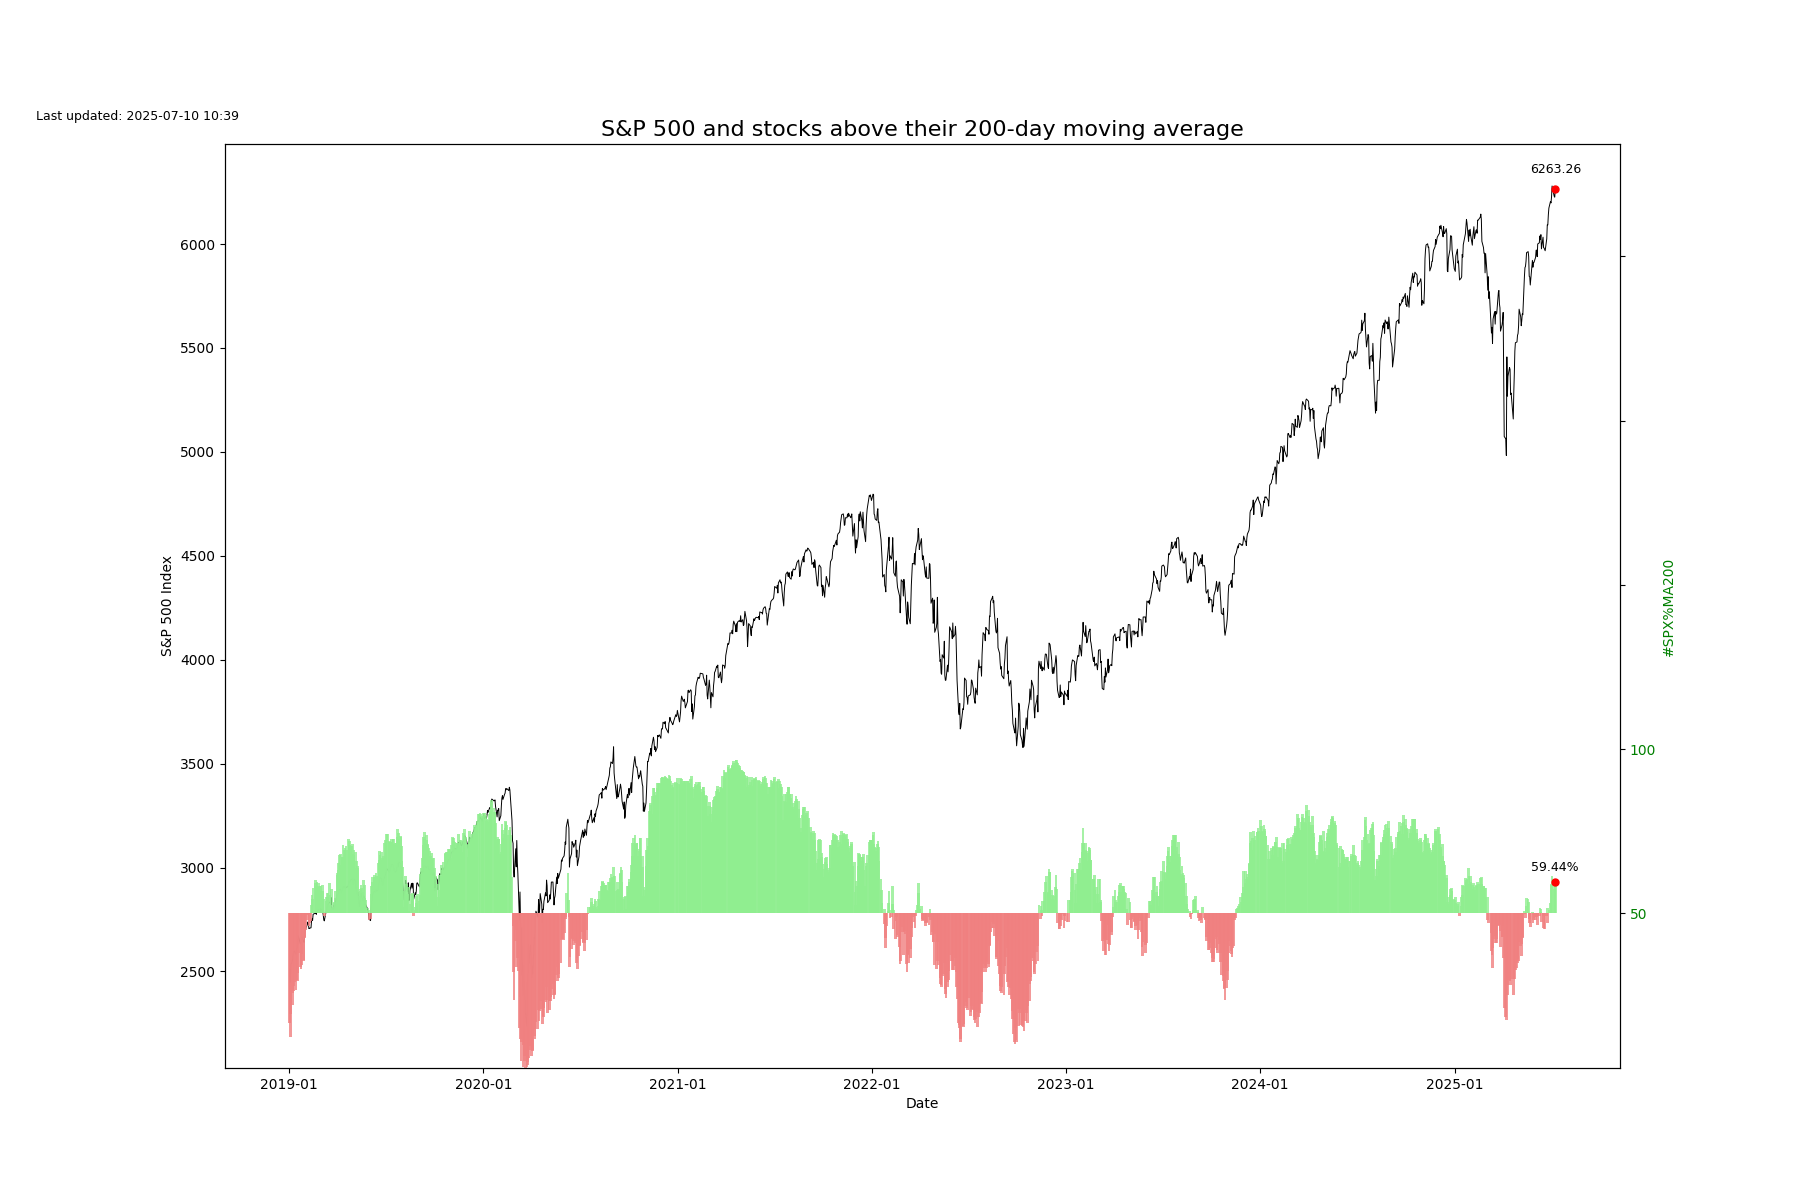 Last updated: 2025-07-10 10:39
S&P 500 and stocks above their 200-day moving average
6263.26
6000
5500
5000
4500
4000
3500
3000
2500
S&P 500 Index
#SPX%MA200
100
59.44%
50
2019-01 2020-01 2021-01 2022-01 2023-01 2024-01 2025-01
Date